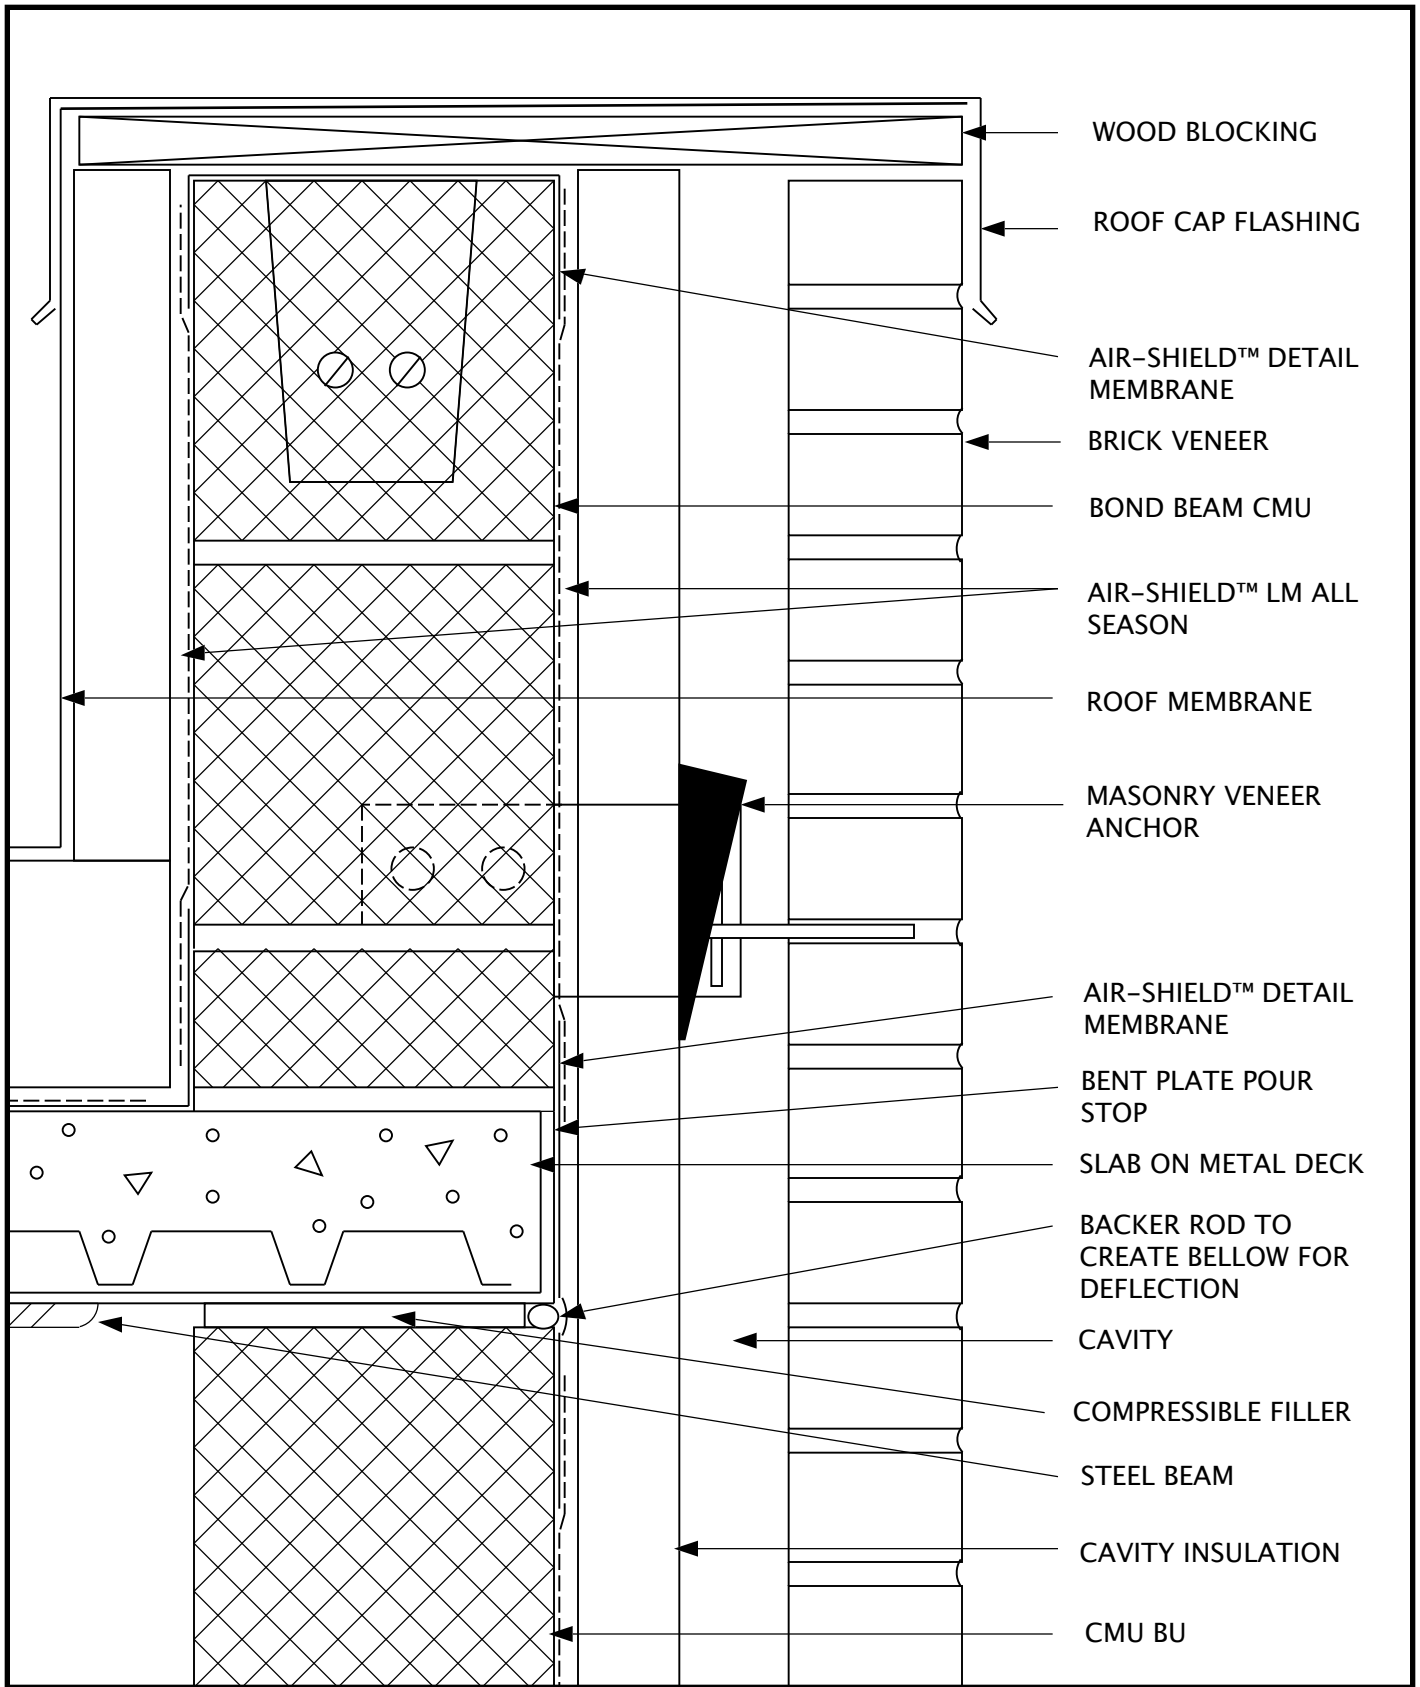 WOOD BLOCKING
ROOF CAP FLASHING
AIR–SHIELD™ DETAIL
MEMBRANE
BRICK VENEER
BOND BEAM CMU
AIR–SHIELD™ LM ALL
SEASON
ROOF MEMBRANE
MASONRY VENEER
ANCHOR
AIR–SHIELD™ DETAIL
MEMBRANE
BENT PLATE POUR
STOP
SLAB ON METAL DECK
BACKER ROD TO
CREATE BELLOW FOR
DEFLECTION
CAVITY
COMPRESSIBLE FILLER
STEEL BEAM
CAVITY INSULATION
CMU BU